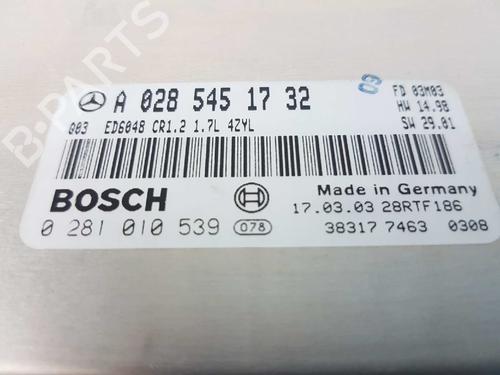 A 028 545 17 32
FD 03M03
HW 14.98
Q03 ED6048 CR1.2 1.7L 4ZYL
SW 29.01
BOSCH
Made in Germany
17.03.03 28RTF186
0 281 010 539 078
38317 7463 0308
B-PARTS